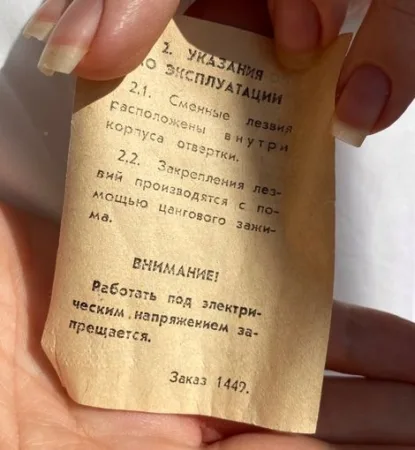 2. УКАЗАНИЯ
ПО ЭКСПЛУАТАЦИИ
2.1. Сменные лезвия
расположены внутри
корпуса отвертки.
2.2. Закрепления лез-
вий производятся с по-
мощью цангового зажи-
ма.
ВНИМАНИЕ!
Работать под электри-
ческим напряжением за-
прещается.
Заказ 1449.